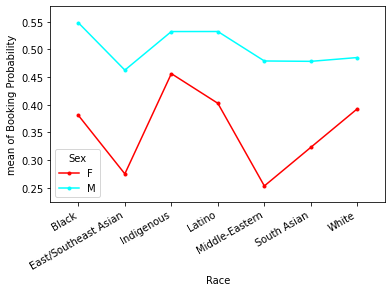 mean of Booking Probability
0.55
0.50
0.45
0.40
0.35
0.30
0.25
Sex
F
M
Black
East/Southeast Asian
Indigenous
Latino
Middle-Eastern
South Asian
White
Race